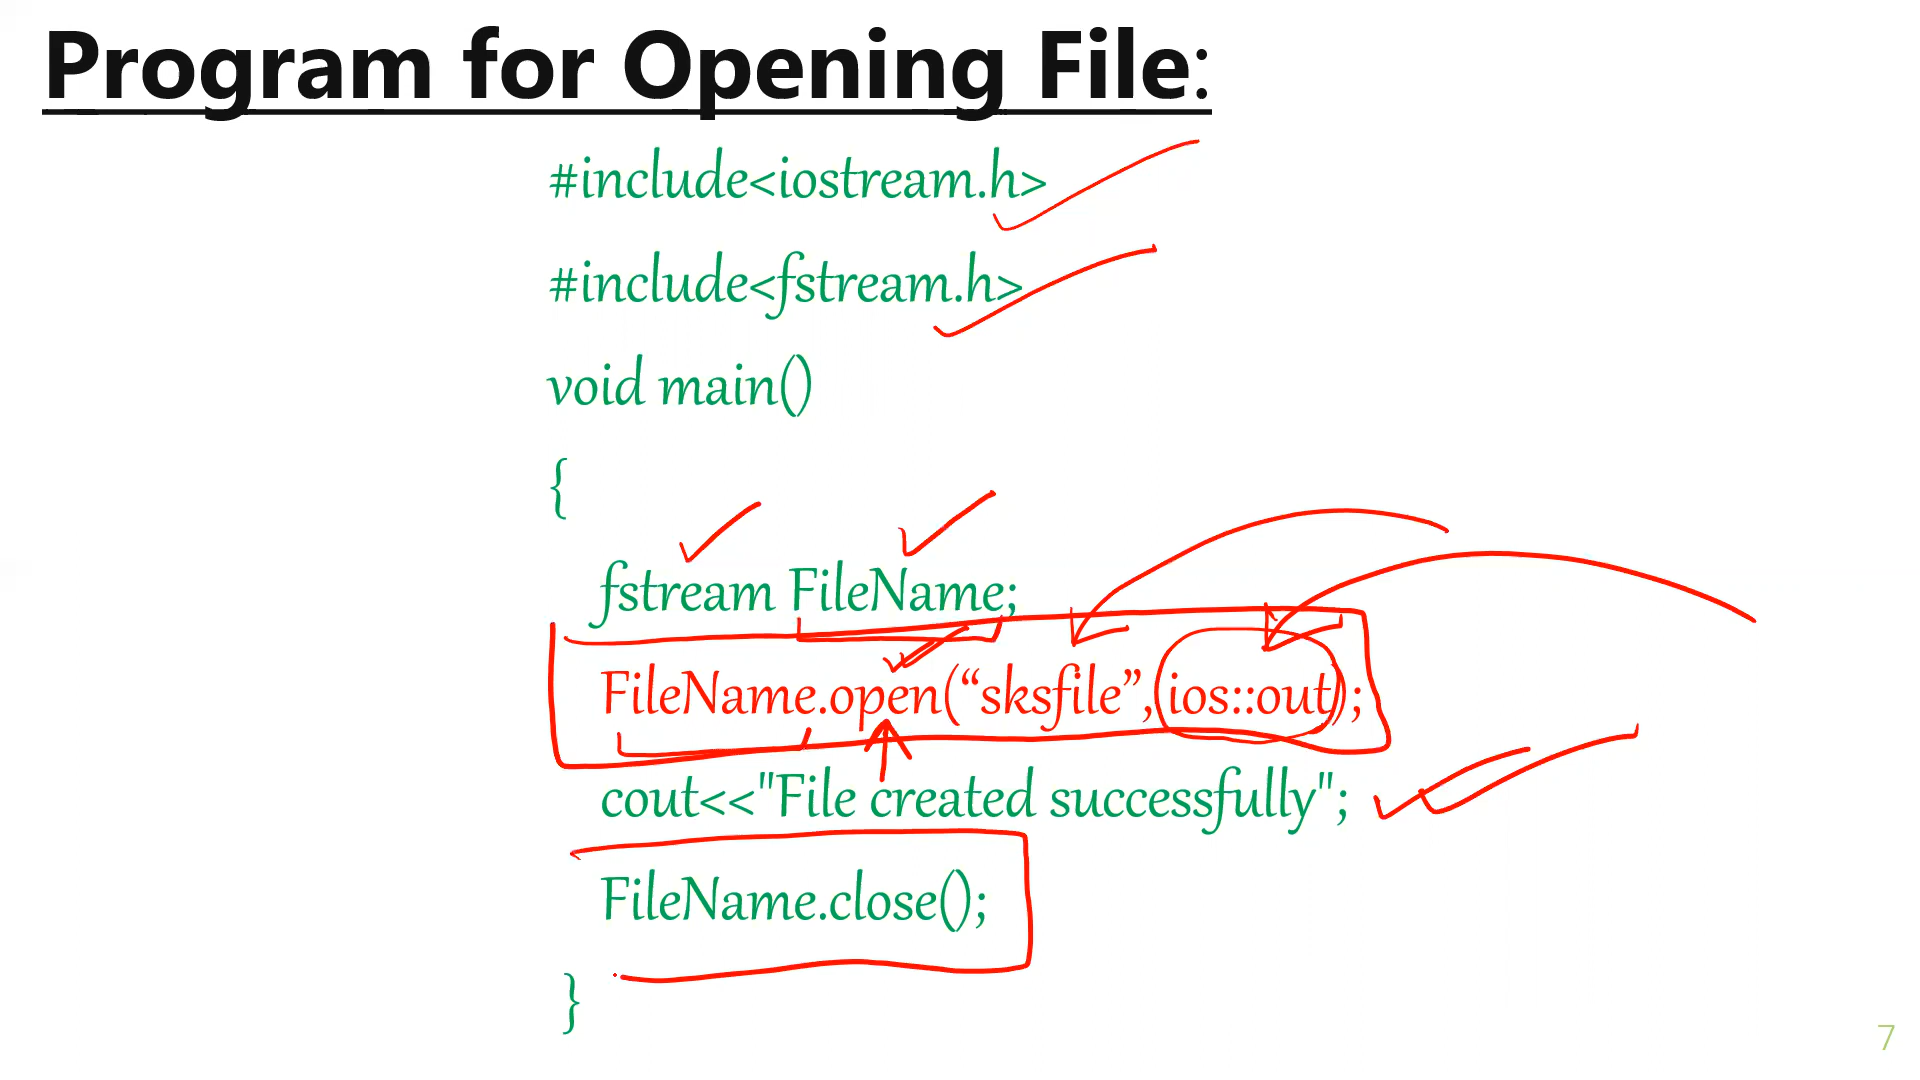 Program for Opening File:
#include<iostream.h>
#include<fstream.h>
void main()
{
fstream FileName;
FileName.open(“sksfile”, ios::out);
cout<<"File created successfully";
FileName.close();
}
7